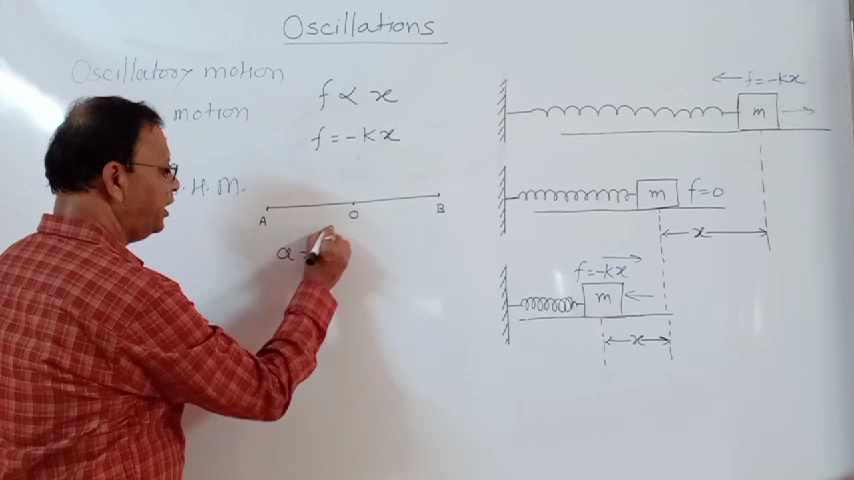 Oscillations
Oscillatory motion
motion
H.M.
f ∝ x
f=-kx
A O B
a =
f=-kx
m
m f=0
x
f=-kx
m
x